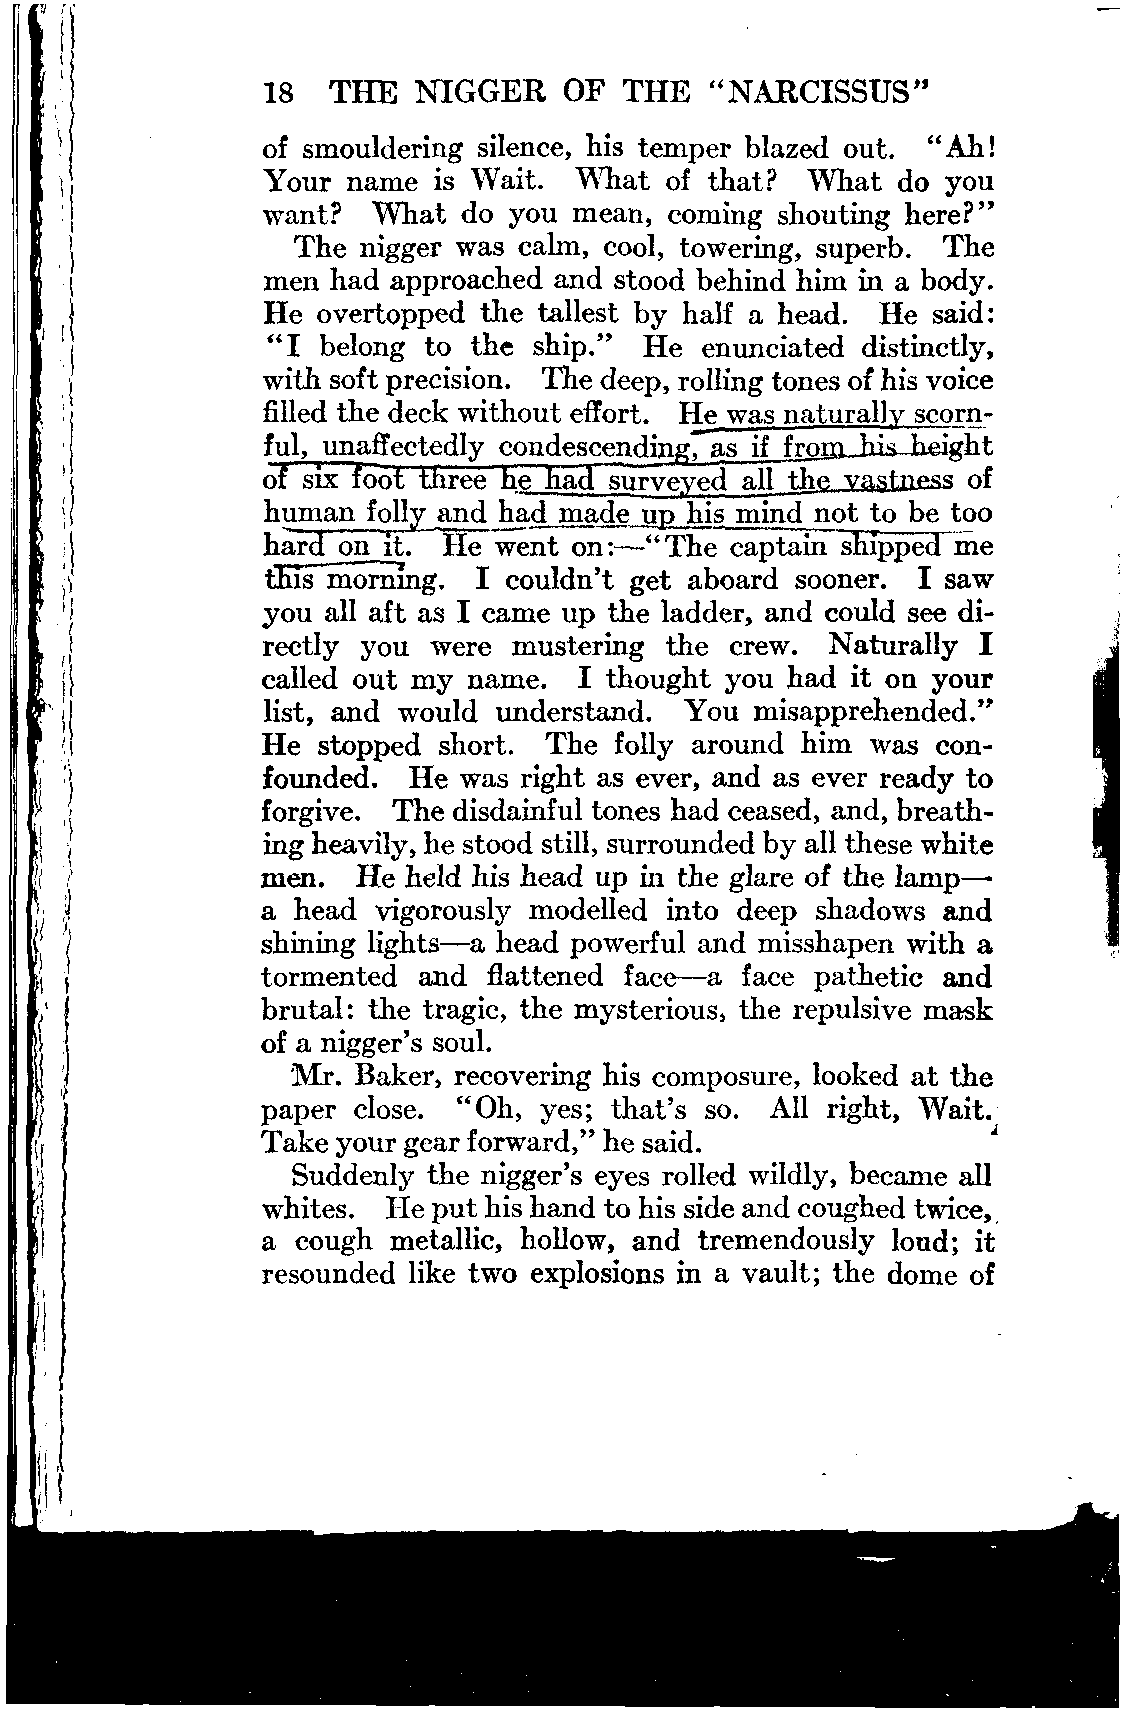 18 THE NIGGER OF THE “NARCISSUS”
of smouldering silence, his temper blazed out. “Ah!
Your name is Wait. What of that? What do you
want? What do you mean, coming shouting here?”
The nigger was calm, cool, towering, superb. The
men had approached and stood behind him in a body.
He overtopped the tallest by half a head. He said:
“I belong to the ship.” He enunciated distinctly,
with soft precision. The deep, rolling tones of his voice
filled the deck without effort. He was naturally scorn-
ful, unaffectedly condescending, as if from his height
of six foot three he had surveyed all the vastness of
human folly and had made up his mind not to be too
hard on it. He went on:—“The captain shipped me
this morning. I couldn’t get aboard sooner. I saw
you all aft as I came up the ladder, and could see di-
rectly you were mustering the crew. Naturally I
called out my name. I thought you had it on your
list, and would understand. You misapprehended.”
He stopped short. The folly around him was con-
founded. He was right as ever, and as ever ready to
forgive. The disdainful tones had ceased, and, breath-
ing heavily, he stood still, surrounded by all these white
men. He held his head up in the glare of the lamp—
a head vigorously modelled into deep shadows and
shining lights—a head powerful and misshapen with a
tormented and flattened face—a face pathetic and
brutal: the tragic, the mysterious, the repulsive mask
of a nigger’s soul.
Mr. Baker, recovering his composure, looked at the
paper close. “Oh, yes; that’s so. All right, Wait.
Take your gear forward,” he said.
Suddenly the nigger’s eyes rolled wildly, became all
whites. He put his hand to his side and coughed twice,
a cough metallic, hollow, and tremendously loud; it
resounded like two explosions in a vault; the dome of